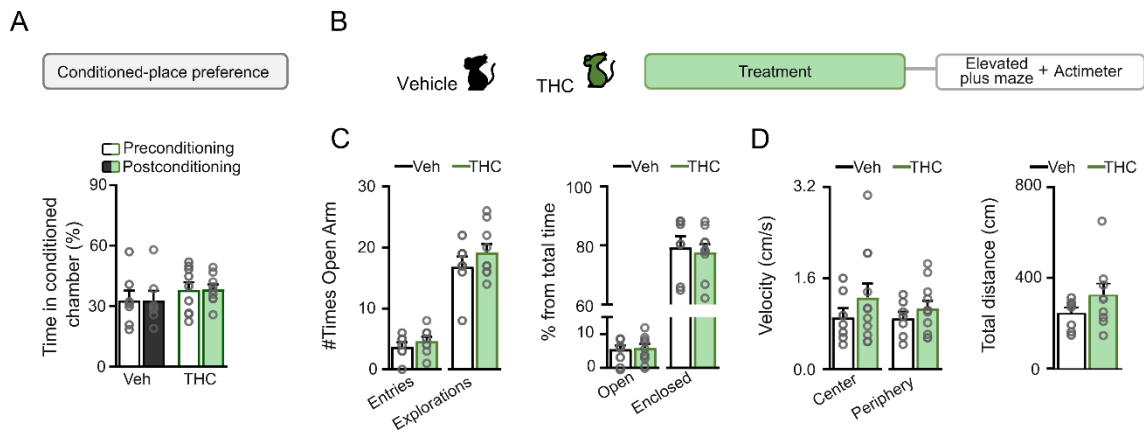 A
Conditioned-place preference
Preconditioning
Postconditioning
Time in conditioned
chamber (%)
90
60
30
0
Veh
THC
B
Vehicle
THC
Treatment
Elevated
plus maze + Actimeter
C
Veh
THC
#Times Open Arm
30
20
10
0
Entries
Explorations
% from total time
100
80
60
10
0
Open
Enclosed
D
Veh
THC
Velocity (cm/s)
3.2
1.6
0.0
Center
Periphery
Veh
THC
Total distance (cm)
800
400
0